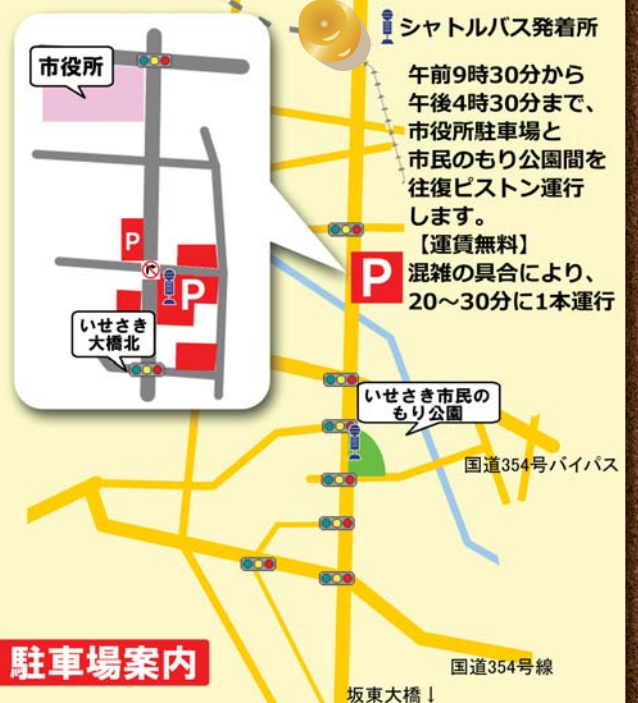 シャトルバス発着所
午前9時30分から
午後4時30分まで、
市役所駐車場と
市民のもり公園間を
往復ピストン運行
します。
【運賃無料】
混雑の具合により、
20〜30分に1本運行
市役所
P
P
いせさき
大橋北
P
いせさき市民の
もり公園
国道354号バイパス
国道354号線
坂東大橋↓
駐車場案内